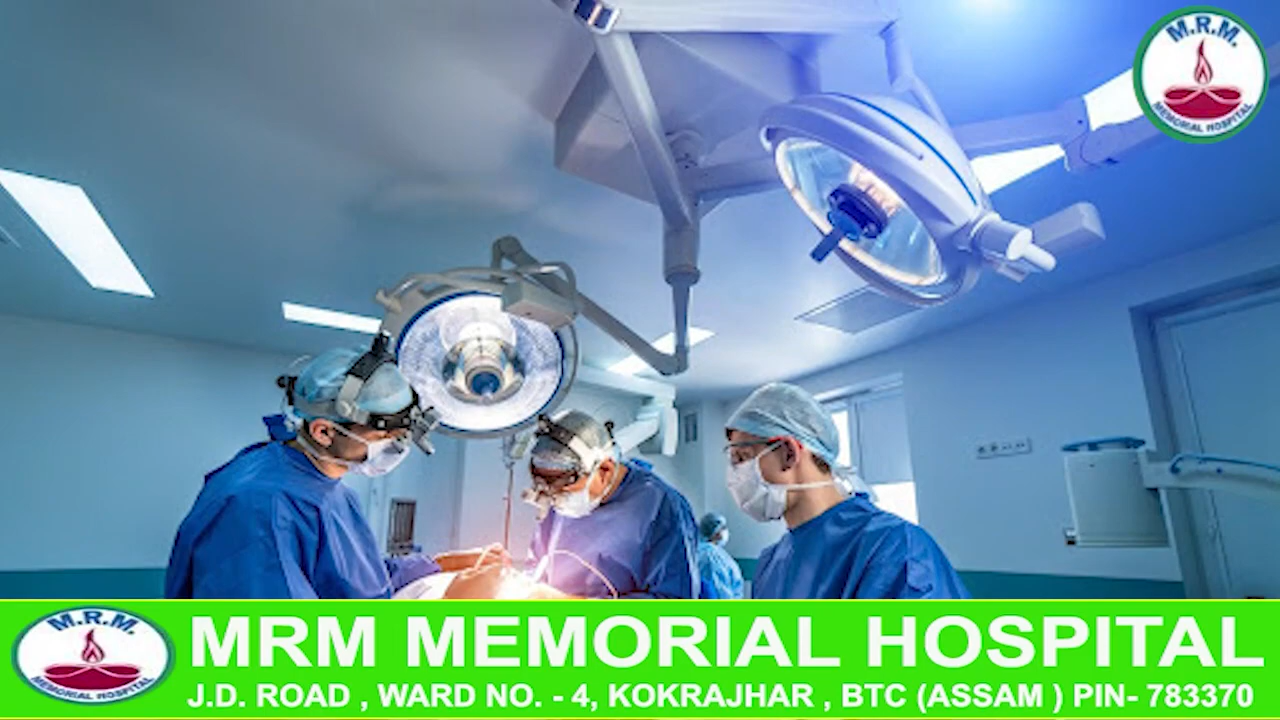 M.R.M.
MEMORIAL HOSPITAL
M.R.M.
MEMORIAL HOSPITAL
MRM MEMORIAL HOSPITAL
J.D. ROAD , WARD NO. - 4, KOKRAJHAR , BTC (ASSAM ) PIN- 783370